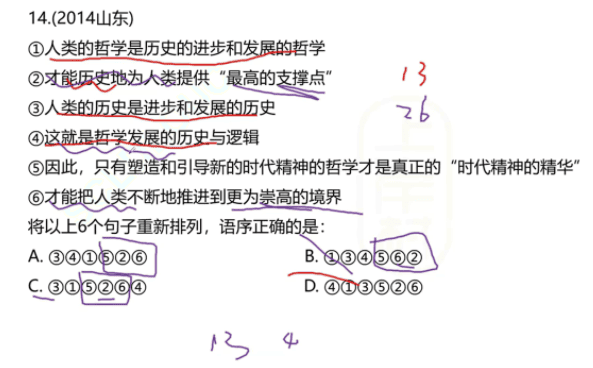 14.(2014山东)
①人类的哲学是历史的进步和发展的哲学
②才能历史地为人类提供“最高的支撑点” 13
③人类的历史是进步和发展的历史 26
④这就是哲学发展的历史与逻辑
⑤因此，只有塑造和引导新的时代精神的哲学才是真正的“时代精神的精华”
⑥才能把人类不断地推进到更为崇高的境界
将以上6个句子重新排列，语序正确的是：
A. ③④①⑤②⑥ B. ①③④⑤⑥②
C. ③①⑤②⑥④ D. ④①③⑤②⑥
13 4